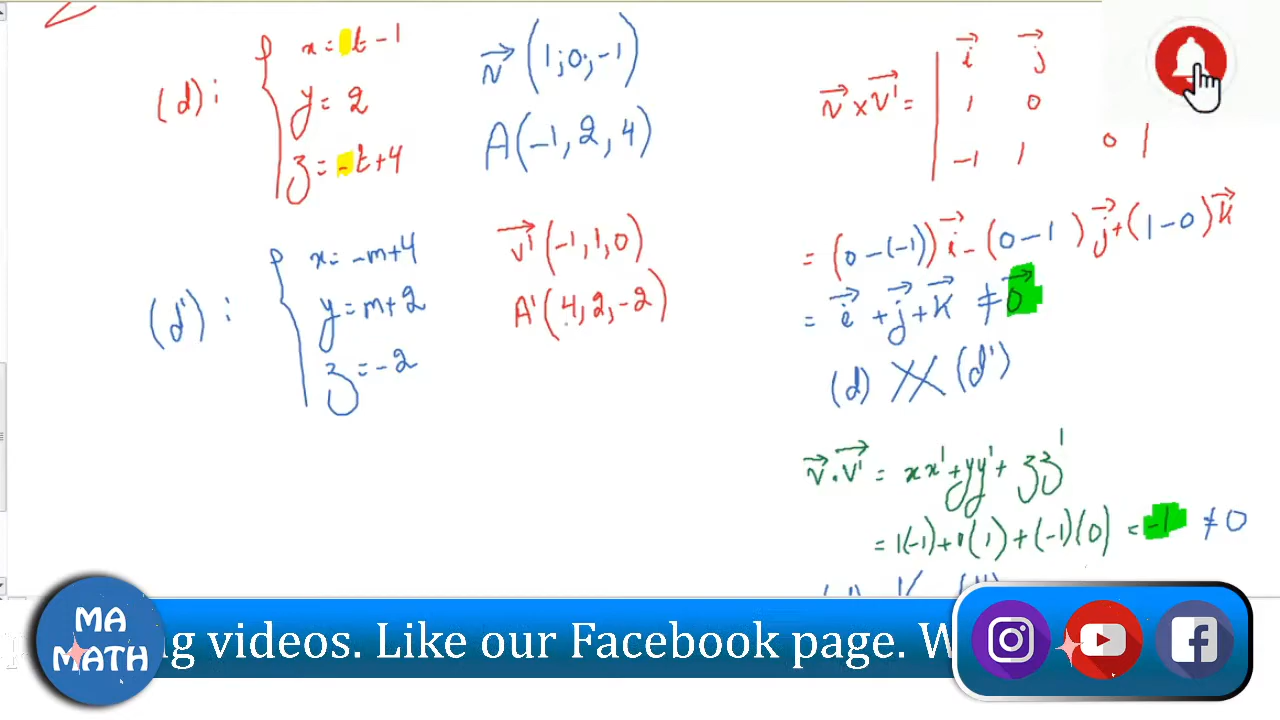 (d) : { x = t - 1
y = 2
z = -t + 4
V⃗ (1; 0; -1)
A(-1, 2, 4)
(d') : { x = -m + 4
y = m + 2
z = -2
V⃗' (-1, 1, 0)
A' (4, 2, -2)
V⃗ × V⃗' = | i⃗ j⃗
1 0
-1 1 0 |
= (0 - (-1)) i⃗ - (0 - 1) j⃗ + (1 - 0) k⃗
= i⃗ + j⃗ + k⃗ ≠ 0⃗
(d) ∦ (d')
V⃗ . V⃗' = xx' + yy' + zz'
= 1(-1) + 0(1) + (-1)(0) = -1 ≠ 0
MA
MATH
ng videos. Like our Facebook page. W